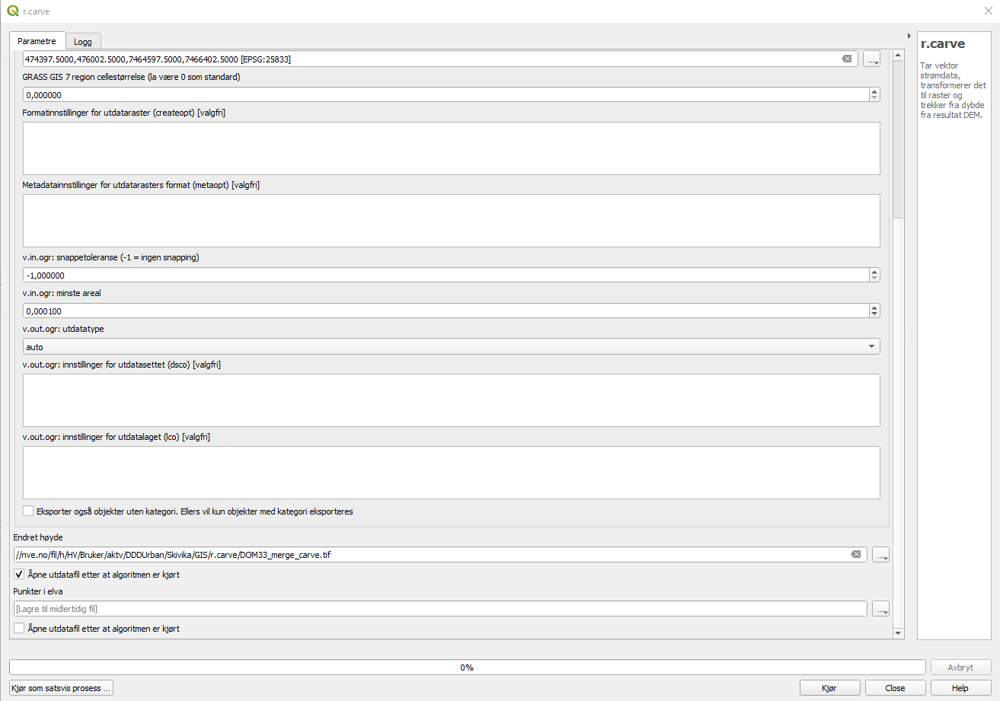 r.carve
Parametre
Logg
474397.5000,476002.5000,7464597.5000,7466402.5000 [EPSG:25833]
...
GRASS GIS 7 region cellestørrelse (la være 0 som standard)
0,000000
Formatinnstillinger for utdataraster (createopt) [valgfri]
Metadatainnstillinger for utdatarasters format (metaopt) [valgfri]
v.in.ogr: snappetoleranse (-1 = ingen snapping)
-1,000000
v.in.ogr: minste areal
0,000100
v.out.ogr: utdatatype
auto
v.out.ogr: innstillinger for utdatasettet (dsco) [valgfri]
v.out.ogr: innstillinger for utdatalaget (lco) [valgfri]
Eksporter også objekter uten kategori. Ellers vil kun objekter med kategori eksporteres
Endret høyde
//nve.no/fil/h/HV/Bruker/aktv/DDDUrban/Skivika/GIS/r.carve/DOM33_merge_carve.tif
...
Åpne utdatafil etter at algoritmen er kjørt
Punkter i elva
[Lagre til midlertidig fil]
...
Åpne utdatafil etter at algoritmen er kjørt
r.carve
Tar vektor
strømdata,
transformerer det
til raster og
trekker fra dybde
fra resultat DEM.
0%
Avbryt
Kjør som satsvis prosess ...
Kjør
Close
Help